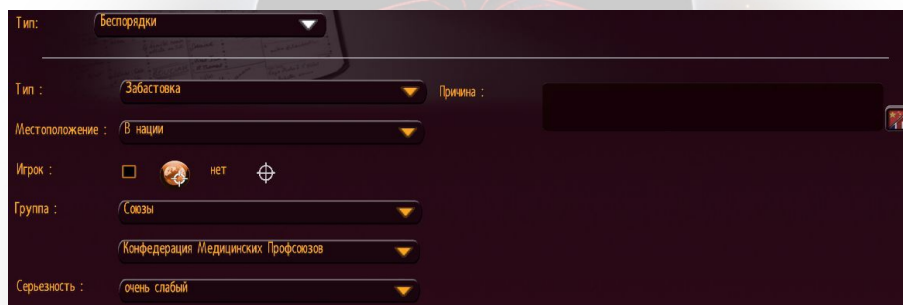 Тип: Беспорядки
Тип : Забастовка Причина :
Местоположение : В нации
Игрок : нет
Группа : Союзы
Конфедерация Медицинских Профсоюзов
Серьезность : очень слабый